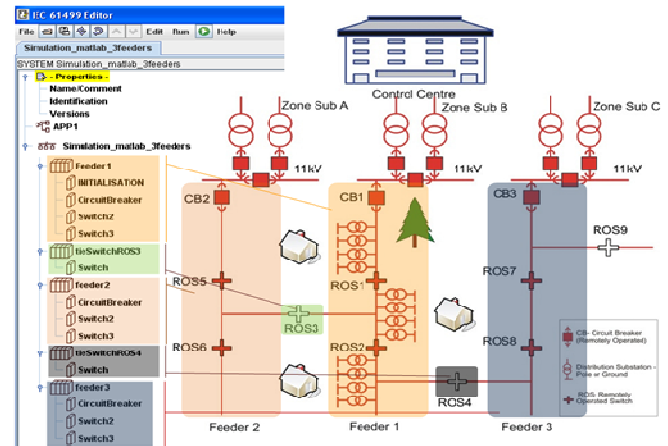 IEC 61499 Editor
File Edit Run Help
Simulation_matlab_3feeders
SYSTEM Simulation_matlab_3feeders
- Properties -
Name/Comment
Identification
Versions
APP1
Simulation_matlab_3feeders
Feeder1
INITIALISATION
CircuitBreaker
Switch2
Switch3
tieSwitchROS3
Switch
feeder2
CircuitBreaker
Switch2
Switch3
tieSwitchROS4
Switch
feeder3
CircuitBreaker
Switch2
Switch3
Control Centre
Zone Sub A
Zone Sub B
Zone Sub C
11kV
11kV
11kV
CB2
CB1
CB3
ROS9
ROS5
ROS1
ROS7
ROS3
ROS6
ROS2
ROS8
ROS4
Feeder 2
Feeder 1
Feeder 3
CB- Circuit Breaker
(Remotely Operated)
Distribution Substation -
Pole or Ground
ROS- Remotely
Operated Switch